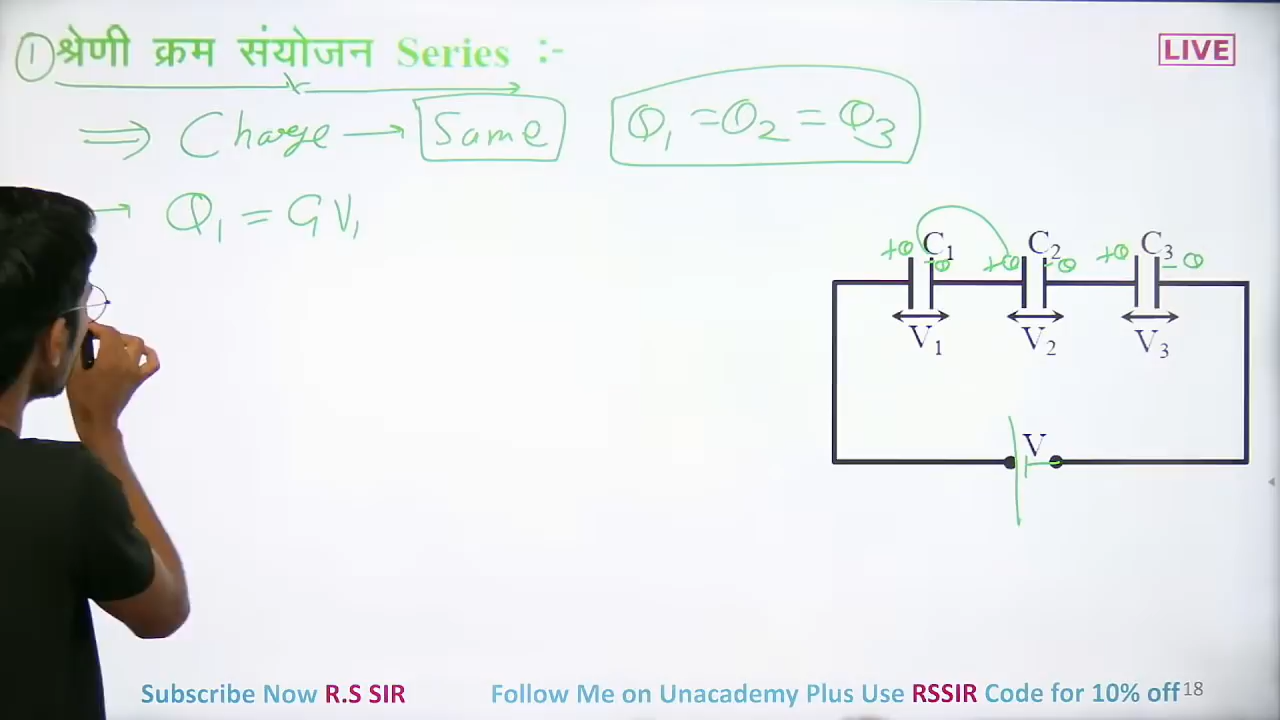 ① श्रेणी क्रम संयोजन Series :-
LIVE
⇒ Charge → Same Q₁ = Q₂ = Q₃
→ Q₁ = C₁V₁
+Q C₁ -Q +Q C₂ -Q +Q C₃ -Q
V₁ V₂ V₃
V
Subscribe Now R.S SIR Follow Me on Unacademy Plus Use RSSIR Code for 10% off 18